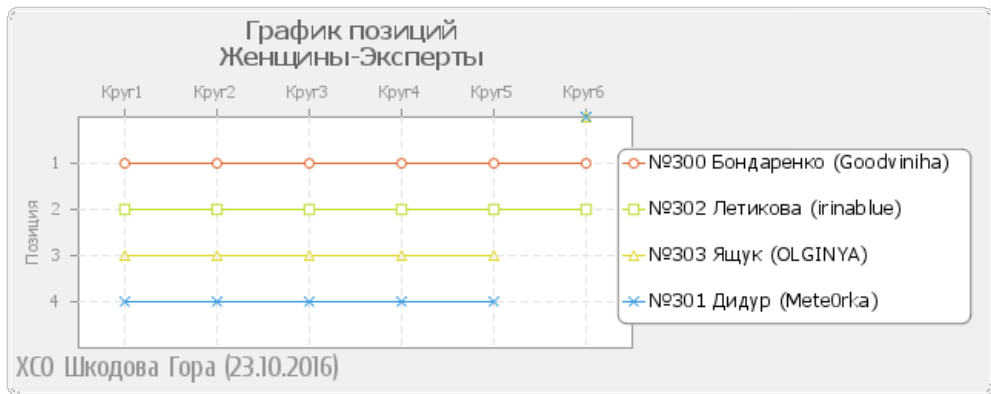 График позиций
Женщины-Эксперты
Круг1 Круг2 Круг3 Круг4 Круг5 Круг6
Позиция
1
2
3
4
№300 Бондаренко (Goodviniha)
№302 Летикова (irinablue)
№303 Ящук (OLGINYA)
№301 Дидур (Mete0rka)
ХСО Шкодова Гора (23.10.2016)